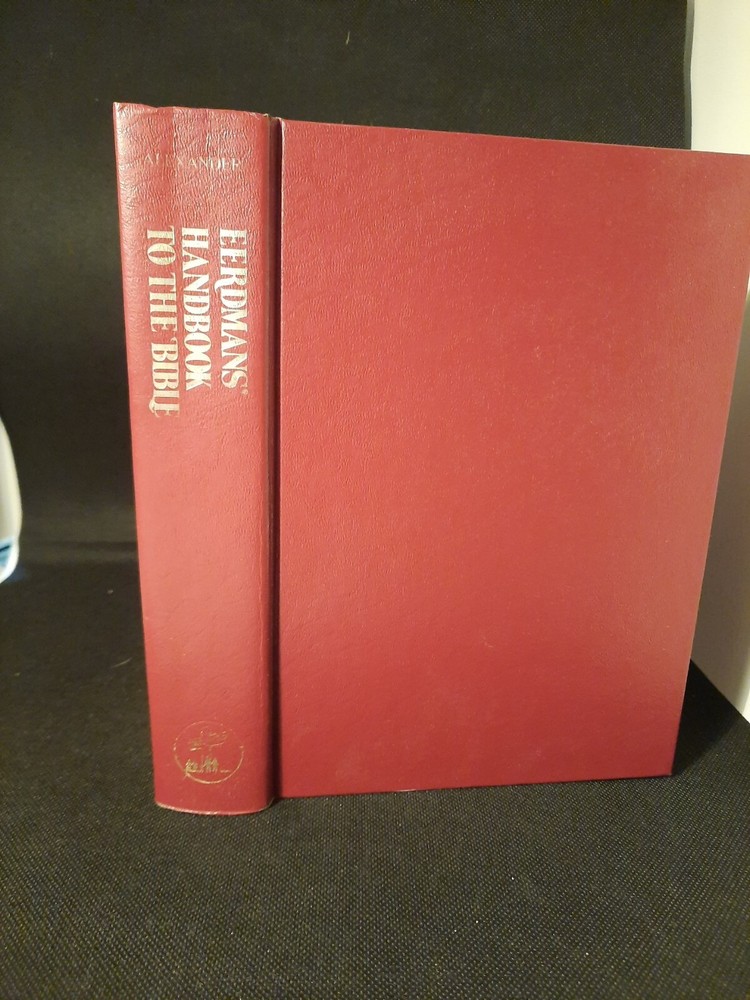 ALEXANDER
EERDMANS'
HANDBOOK
TO THE BIBLE